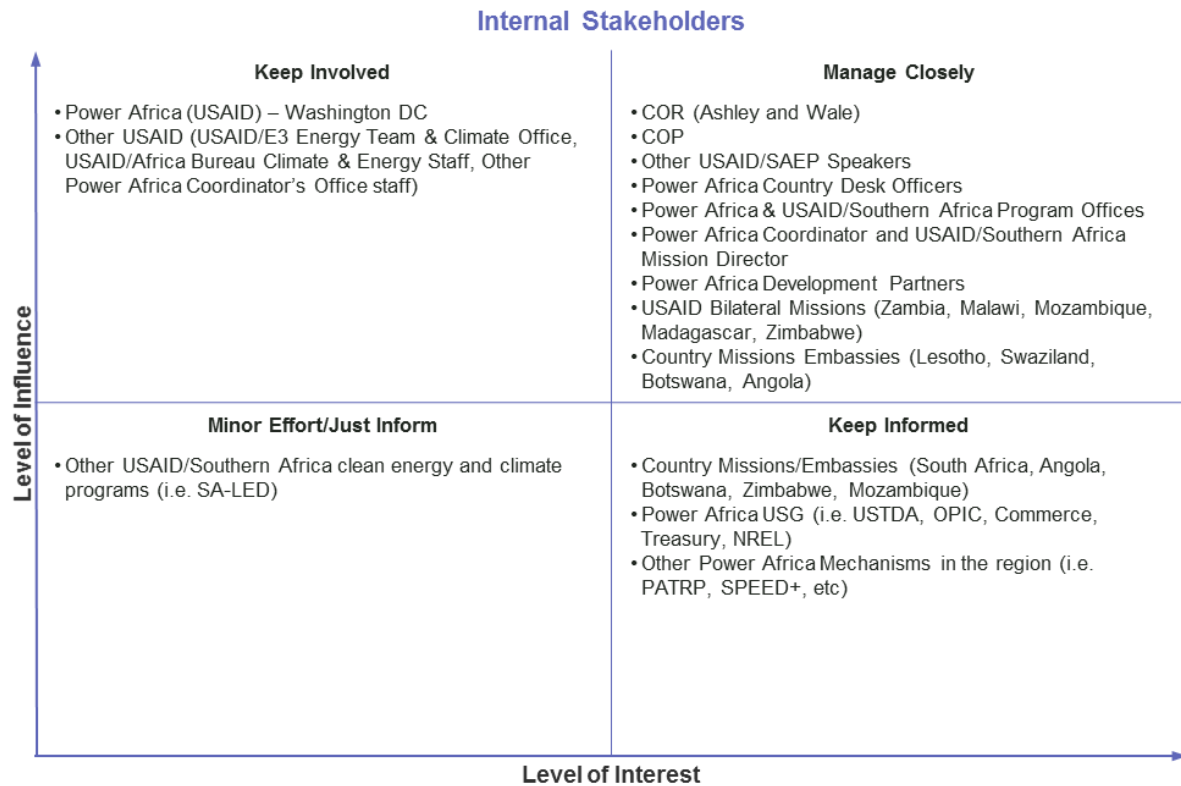 Internal Stakeholders
Keep Involved
• Power Africa (USAID) – Washington DC
• Other USAID (USAID/E3 Energy Team & Climate Office,
USAID/Africa Bureau Climate & Energy Staff, Other
Power Africa Coordinator's Office staff)
Manage Closely
• COR (Ashley and Wale)
• COP
• Other USAID/SAEP Speakers
• Power Africa Country Desk Officers
• Power Africa & USAID/Southern Africa Program Offices
• Power Africa Coordinator and USAID/Southern Africa
Mission Director
• Power Africa Development Partners
• USAID Bilateral Missions (Zambia, Malawi, Mozambique,
Madagascar, Zimbabwe)
• Country Missions Embassies (Lesotho, Swaziland,
Botswana, Angola)
Minor Effort/Just Inform
• Other USAID/Southern Africa clean energy and climate
programs (i.e. SA-LED)
Keep Informed
• Country Missions/Embassies (South Africa, Angola,
Botswana, Zimbabwe, Mozambique)
• Power Africa USG (i.e. USTDA, OPIC, Commerce,
Treasury, NREL)
• Other Power Africa Mechanisms in the region (i.e.
PATRP, SPEED+, etc)
Level of Influence
Level of Interest